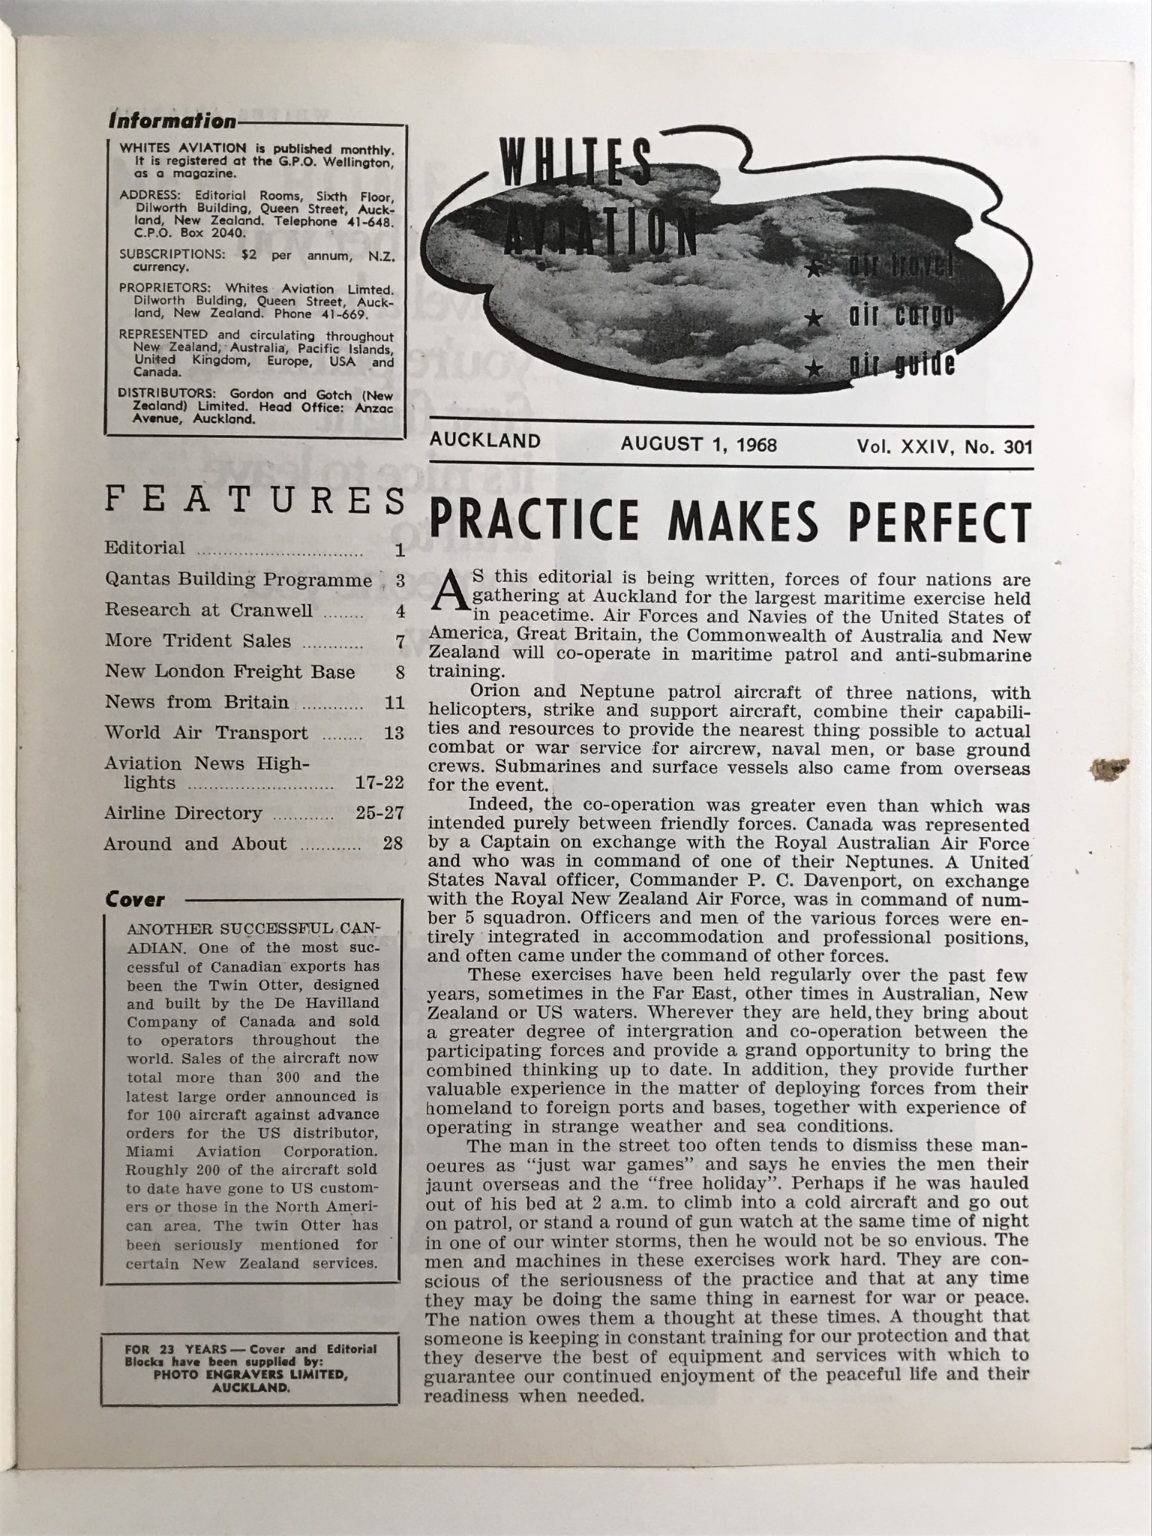 Information
WHITES AVIATION is published monthly.
It is registered at the G.P.O. Wellington,
as a magazine.
ADDRESS: Editorial Rooms, Sixth Floor,
Dilworth Building, Queen Street, Auck-
land, New Zealand. Telephone 41-648.
C.P.O. Box 2040.
SUBSCRIPTIONS: $2 per annum, N.Z.
currency.
PROPRIETORS: Whites Aviation Limted.
Dilworth Bulding, Queen Street, Auck-
land, New Zealand. Phone 41-669.
REPRESENTED and circulating throughout
New Zealand, Australia, Pacific Islands,
United Kingdom, Europe, USA and
Canada.
DISTRIBUTORS: Gordon and Gotch (New
Zealand) Limited. Head Office: Anzac
Avenue, Auckland.
WHITES
AVIATION
★ air travel
★ air cargo
★ air guide
AUCKLAND AUGUST 1, 1968 Vol. XXIV, No. 301
FEATURES
Editorial .............................. 1
Qantas Building Programme 3
Research at Cranwell ........ 4
More Trident Sales ............ 7
New London Freight Base 8
News from Britain ............ 11
World Air Transport ........ 13
Aviation News High-
lights ............................ 17-22
Airline Directory ............ 25-27
Around and About ............ 28
Cover
ANOTHER SUCCESSFUL CAN-
ADIAN. One of the most suc-
cessful of Canadian exports has
been the Twin Otter, designed
and built by the De Havilland
Company of Canada and sold
to operators throughout the
world. Sales of the aircraft now
total more than 300 and the
latest large order announced is
for 100 aircraft against advance
orders for the US distributor,
Miami Aviation Corporation.
Roughly 200 of the aircraft sold
to date have gone to US custom-
ers or those in the North Ameri-
can area. The twin Otter has
been seriously mentioned for
certain New Zealand services.
FOR 23 YEARS — Cover and Editorial
Blocks have been supplied by:
PHOTO ENGRAVERS LIMITED,
AUCKLAND.
PRACTICE MAKES PERFECT
AS this editorial is being written, forces of four nations are
gathering at Auckland for the largest maritime exercise held
in peacetime. Air Forces and Navies of the United States of
America, Great Britain, the Commonwealth of Australia and New
Zealand will co-operate in maritime patrol and anti-submarine
training.
Orion and Neptune patrol aircraft of three nations, with
helicopters, strike and support aircraft, combine their capabili-
ties and resources to provide the nearest thing possible to actual
combat or war service for aircrew, naval men, or base ground
crews. Submarines and surface vessels also came from overseas
for the event.
Indeed, the co-operation was greater even than which was
intended purely between friendly forces. Canada was represented
by a Captain on exchange with the Royal Australian Air Force
and who was in command of one of their Neptunes. A United
States Naval officer, Commander P. C. Davenport, on exchange
with the Royal New Zealand Air Force, was in command of num-
ber 5 squadron. Officers and men of the various forces were en-
tirely integrated in accommodation and professional positions,
and often came under the command of other forces.
These exercises have been held regularly over the past few
years, sometimes in the Far East, other times in Australian, New
Zealand or US waters. Wherever they are held, they bring about
a greater degree of intergration and co-operation between the
participating forces and provide a grand opportunity to bring the
combined thinking up to date. In addition, they provide further
valuable experience in the matter of deploying forces from their
homeland to foreign ports and bases, together with experience of
operating in strange weather and sea conditions.
The man in the street too often tends to dismiss these man-
oeures as "just war games" and says he envies the men their
jaunt overseas and the "free holiday". Perhaps if he was hauled
out of his bed at 2 a.m. to climb into a cold aircraft and go out
on patrol, or stand a round of gun watch at the same time of night
in one of our winter storms, then he would not be so envious. The
men and machines in these exercises work hard. They are con-
scious of the seriousness of the practice and that at any time
they may be doing the same thing in earnest for war or peace.
The nation owes them a thought at these times. A thought that
someone is keeping in constant training for our protection and that
they deserve the best of equipment and services with which to
guarantee our continued enjoyment of the peaceful life and their
readiness when needed.